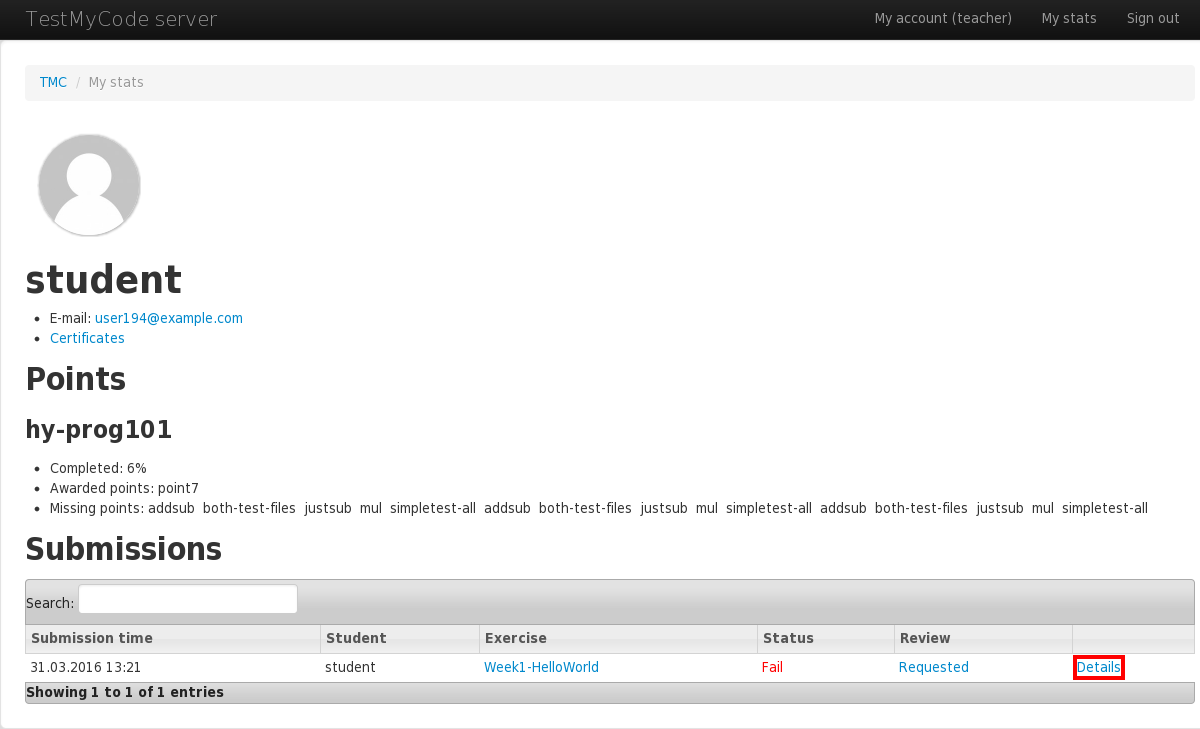 TestMyCode server My account (teacher) My stats Sign out
TMC / My stats
student
• E-mail: user194@example.com
• Certificates
Points
hy-prog101
• Completed: 6%
• Awarded points: point7
• Missing points: addsub both-test-files justsub mul simpletest-all addsub both-test-files justsub mul simpletest-all addsub both-test-files justsub mul simpletest-all
Submissions
Search:
Submission time Student Exercise Status Review
31.03.2016 13:21 student Week1-HelloWorld Fail Requested Details
Showing 1 to 1 of 1 entries